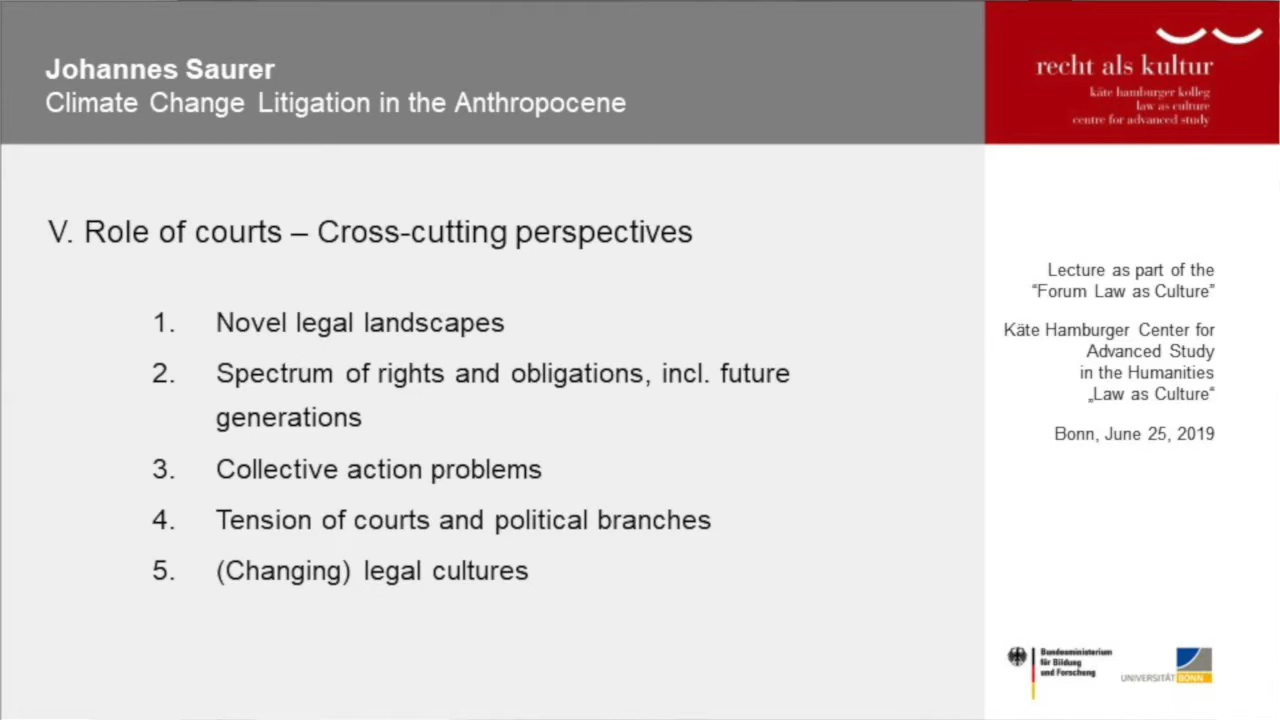 Johannes Saurer
Climate Change Litigation in the Anthropocene
recht als kultur
käte hamburger kolleg
law as culture
centre for advanced study
V. Role of courts – Cross-cutting perspectives
1. Novel legal landscapes
2. Spectrum of rights and obligations, incl. future
generations
3. Collective action problems
4. Tension of courts and political branches
5. (Changing) legal cultures
Lecture as part of the
“Forum Law as Culture”
Käte Hamburger Center for
Advanced Study
in the Humanities
„Law as Culture“
Bonn, June 25, 2019
Bundesministerium
für Bildung
und Forschung
UNIVERSITÄT BONN